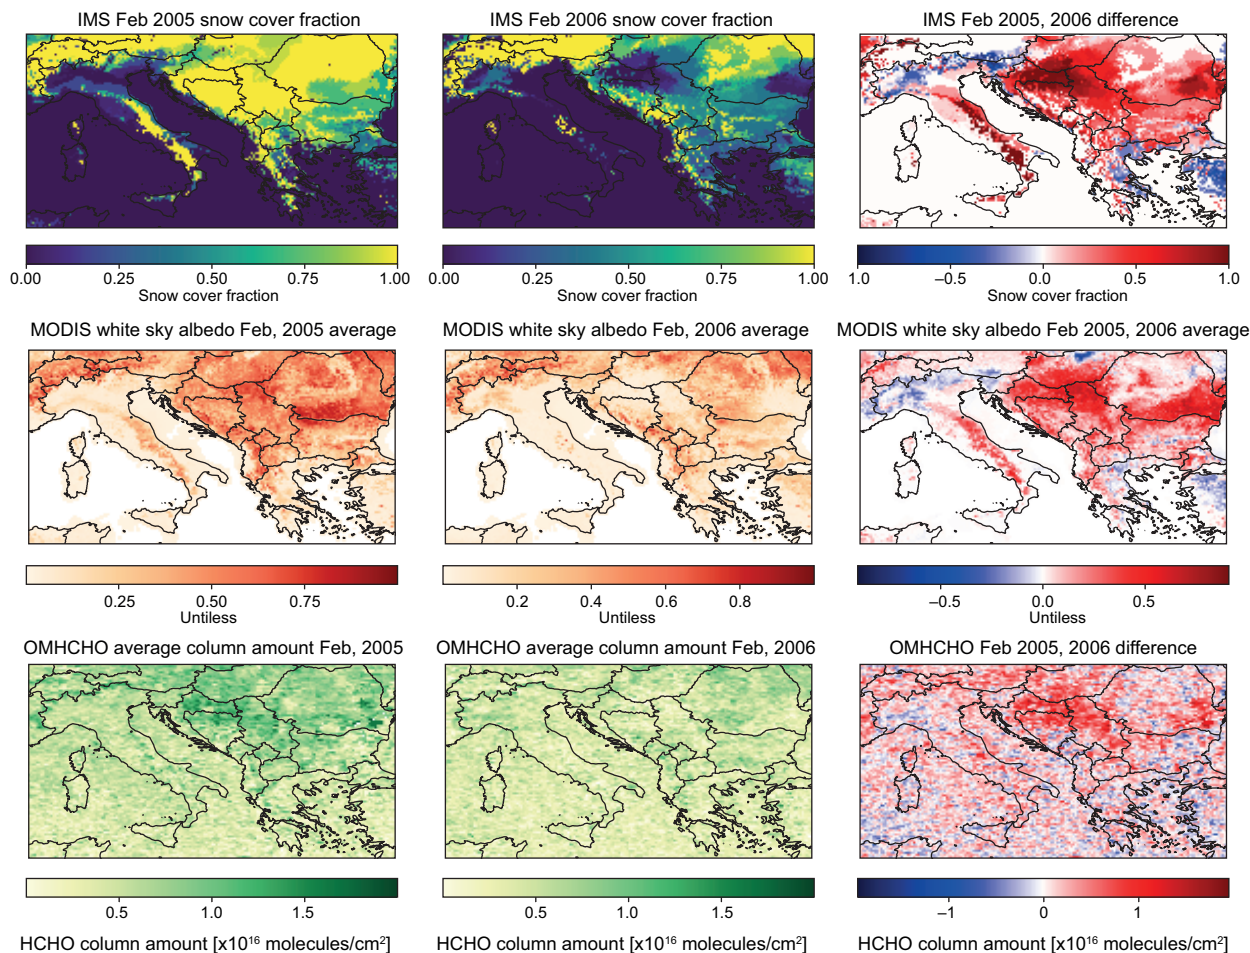 IMS Feb 2005 snow cover fraction
IMS Feb 2006 snow cover fraction
IMS Feb 2005, 2006 difference
0.00 0.25 0.50 0.75 1.00
Snow cover fraction
0.00 0.25 0.50 0.75 1.00
Snow cover fraction
1.0 −0.5 0.0 0.5 1.0
Snow cover fraction
MODIS white sky albedo Feb, 2005 average
MODIS white sky albedo Feb, 2006 average
MODIS white sky albedo Feb 2005, 2006 average
0.25 0.50 0.75
Untiless
0.2 0.4 0.6 0.8
Untiless
−0.5 0.0 0.5
Untiless
OMHCHO average column amount Feb, 2005
OMHCHO average column amount Feb, 2006
OMHCHO Feb 2005, 2006 difference
0.5 1.0 1.5
HCHO column amount [x10¹⁶ molecules/cm²]
0.5 1.0 1.5
HCHO column amount [x10¹⁶ molecules/cm²]
−1 0 1
HCHO column amount [x10¹⁶ molecules/cm²]